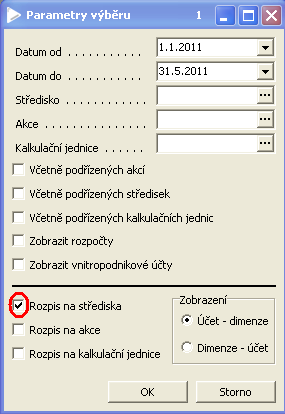 Parametry výběru 1
Datum od . . . . . . . . . . . 1.1.2011
Datum do . . . . . . . . . . . 31.5.2011
Středisko . . . . . . . . . . . ...
Akce . . . . . . . . . . . . . . ...
Kalkulační jednice . . . . . . ...
Včetně podřízených akcí
Včetně podřízených středisek
Včetně podřízených kalkulačních jednic
Zobrazit rozpočty
Zobrazit vnitropodnikové účty
Rozpis na střediska
Rozpis na akce
Rozpis na kalkulační jednice
Zobrazení
Účet - dimenze
Dimenze - účet
OK Storno